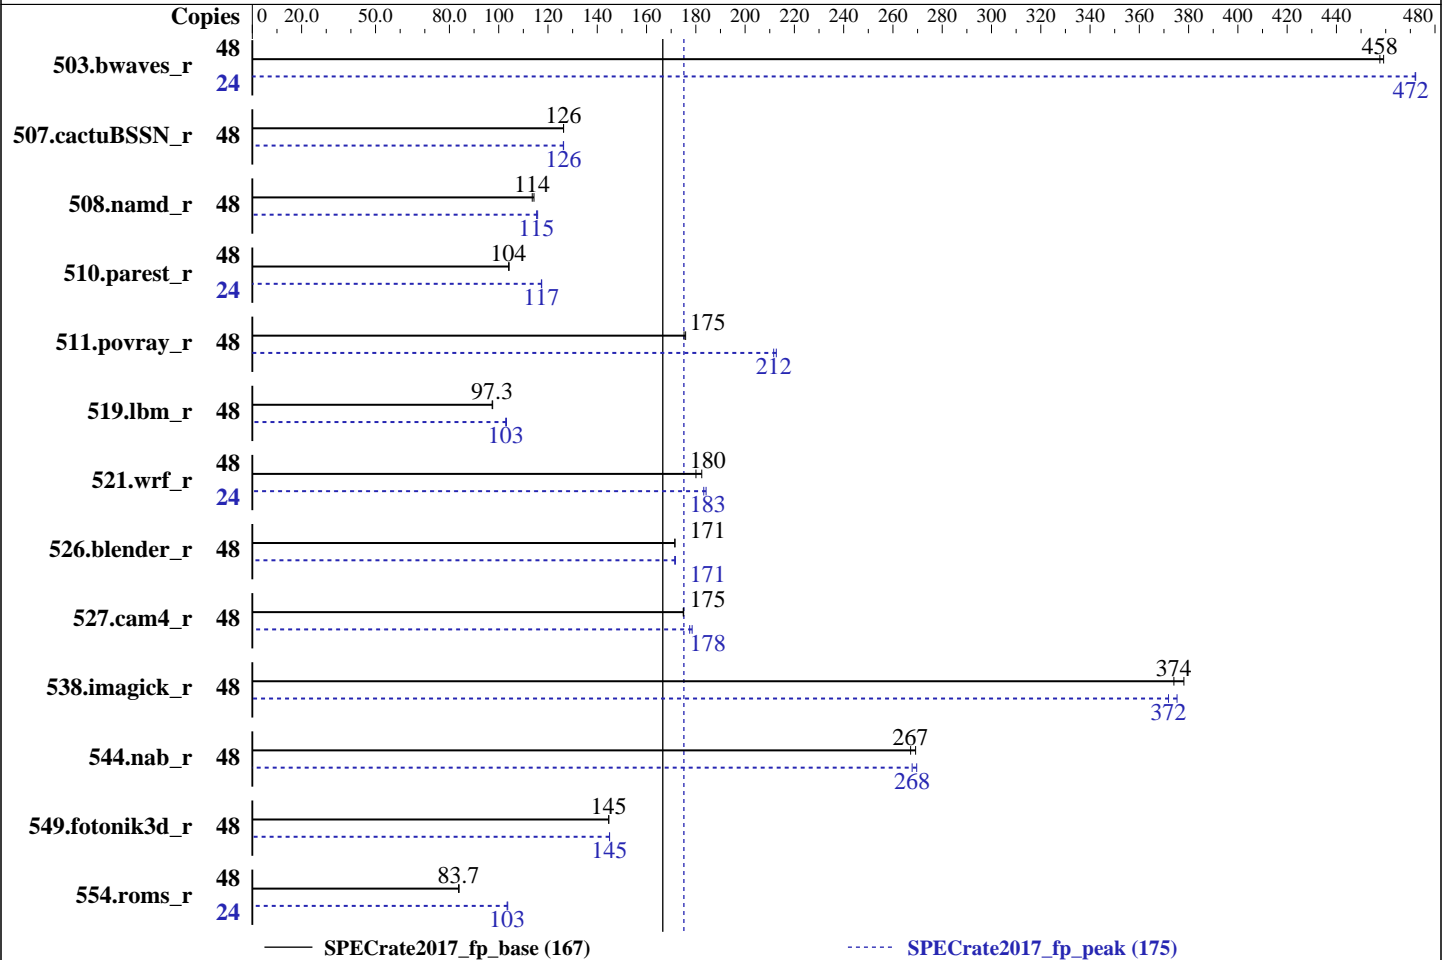 Copies 0 20.0 50.0 80.0 100 120 140 160 180 200 220 240 260 280 300 320 340 360 380 400 420 440 480
503.bwaves_r 48 458
24 472
507.cactuBSSN_r 48 126
126
508.namd_r 48 114
115
510.parest_r 48 104
24 117
511.povray_r 48 175
212
519.lbm_r 48 97.3
103
521.wrf_r 48 180
24 183
526.blender_r 48 171
171
527.cam4_r 48 175
178
538.imagick_r 48 374
372
544.nab_r 48 267
268
549.fotonik3d_r 48 145
145
554.roms_r 48 83.7
24 103
SPECrate2017_fp_base (167) SPECrate2017_fp_peak (175)